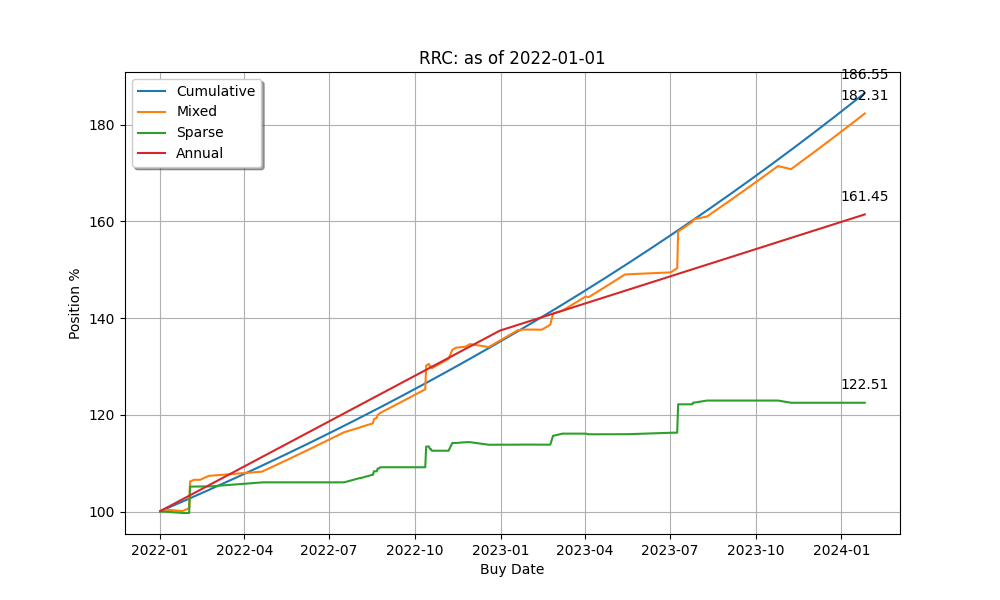 RRC: as of 2022-01-01
Cumulative
Mixed
Sparse
Annual
186.55
182.31
161.45
122.51
180
160
140
120
100
Position %
2022-01 2022-04 2022-07 2022-10 2023-01 2023-04 2023-07 2023-10 2024-01
Buy Date